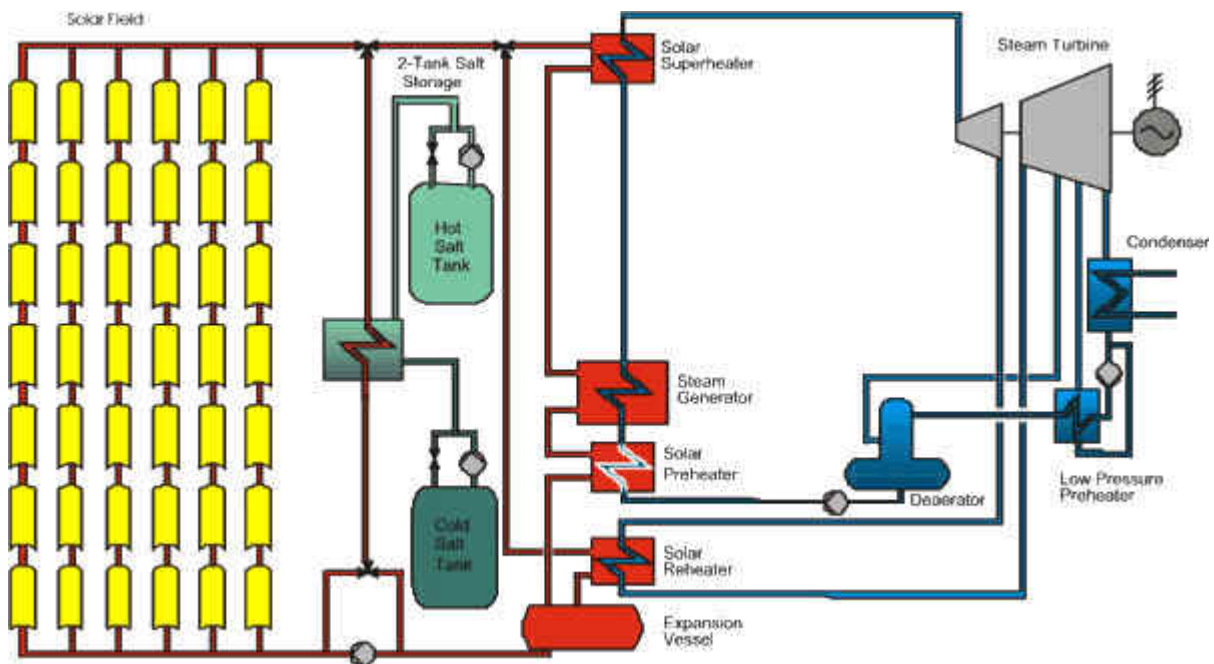 Solar Field
2-Tank Salt
Storage
Solar
Superheater
Steam Turbine
Hot
Salt
Tank
Condenser
Steam
Generator
Solar
Preheater
Deaerator
Low Pressure
Preheater
Cold
Salt
Tank
Solar
Reheater
Expansion
Vessel